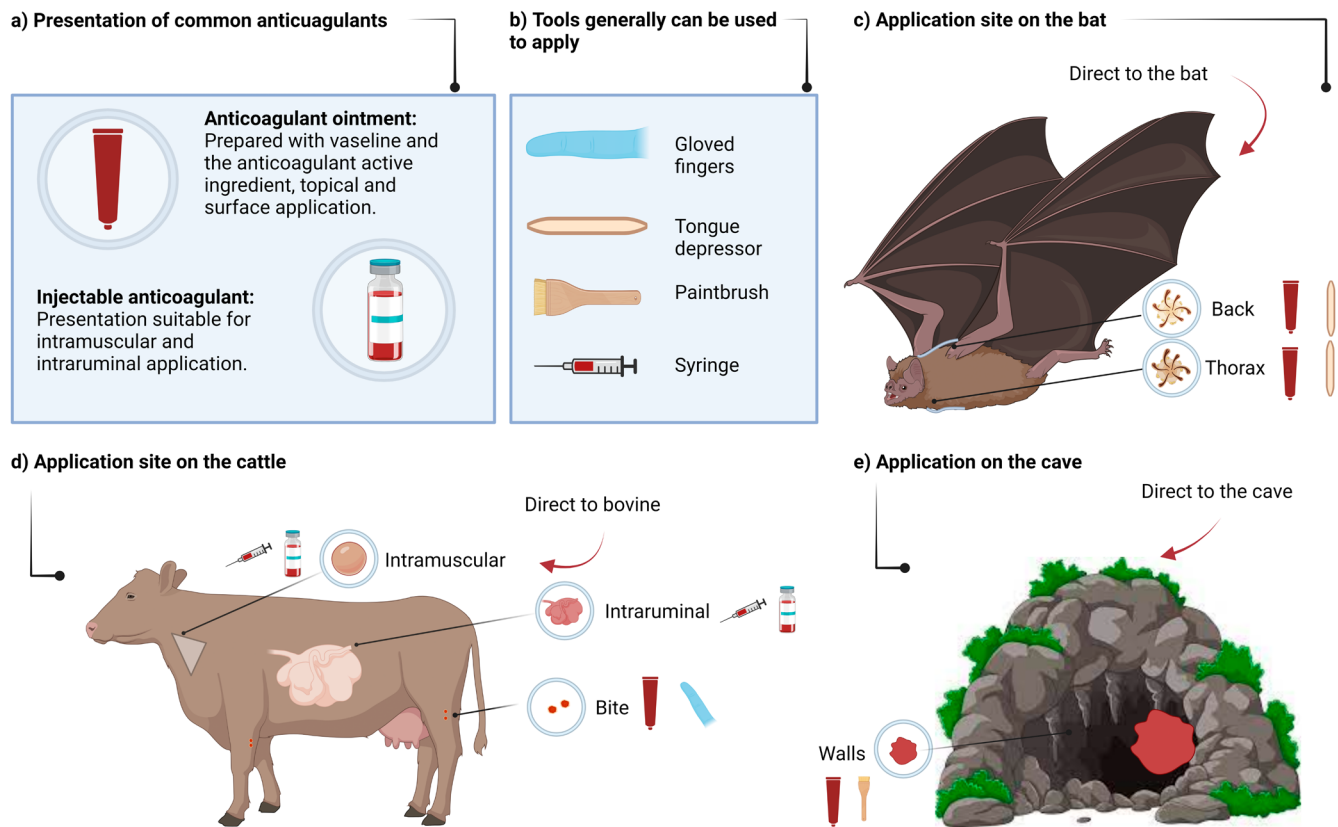 a) Presentation of common anticuagulants
Anticoagulant ointment:
Prepared with vaseline and
the anticoagulant active
ingredient, topical and
surface application.
Injectable anticoagulant:
Presentation suitable for
intramuscular and
intraruminal application.
b) Tools generally can be used
to apply
Gloved
fingers
Tongue
depressor
Paintbrush
Syringe
c) Application site on the bat
Direct to the bat
Back
Thorax
d) Application site on the cattle
Direct to bovine
Intramuscular
Intraruminal
Bite
e) Application on the cave
Direct to the cave
Walls